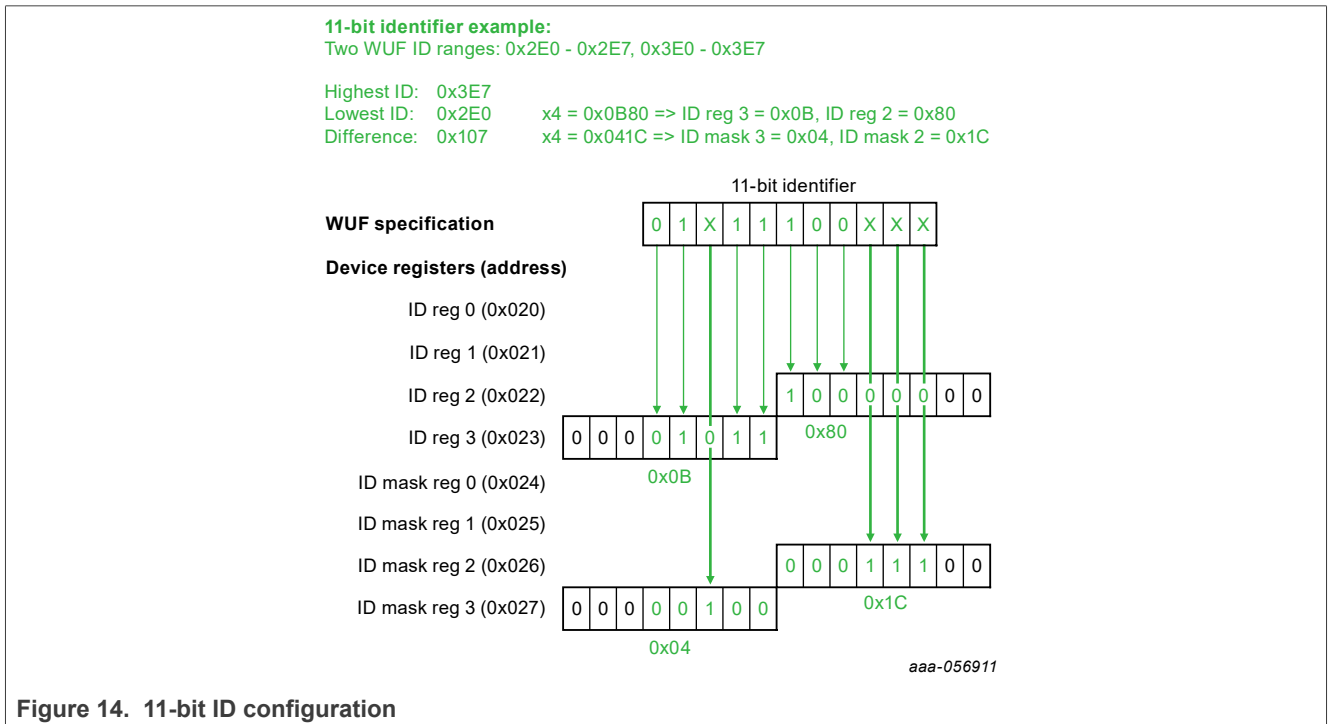 11-bit identifier example:
Two WUF ID ranges: 0x2E0 - 0x2E7, 0x3E0 - 0x3E7
Highest ID: 0x3E7
Lowest ID: 0x2E0 x4 = 0x0B80 => ID reg 3 = 0x0B, ID reg 2 = 0x80
Difference: 0x107 x4 = 0x041C => ID mask 3 = 0x04, ID mask 2 = 0x1C
11-bit identifier
WUF specification 0 1 X 1 1 1 0 0 X X X
Device registers (address)
ID reg 0 (0x020)
ID reg 1 (0x021)
ID reg 2 (0x022) 1 0 0 0 0 0 0 0
0x80
ID reg 3 (0x023) 0 0 0 0 1 0 1 1
0x0B
ID mask reg 0 (0x024)
ID mask reg 1 (0x025)
ID mask reg 2 (0x026) 0 0 0 1 1 1 0 0
0x1C
ID mask reg 3 (0x027) 0 0 0 0 0 1 0 0
0x04
aaa-056911
Figure 14. 11-bit ID configuration